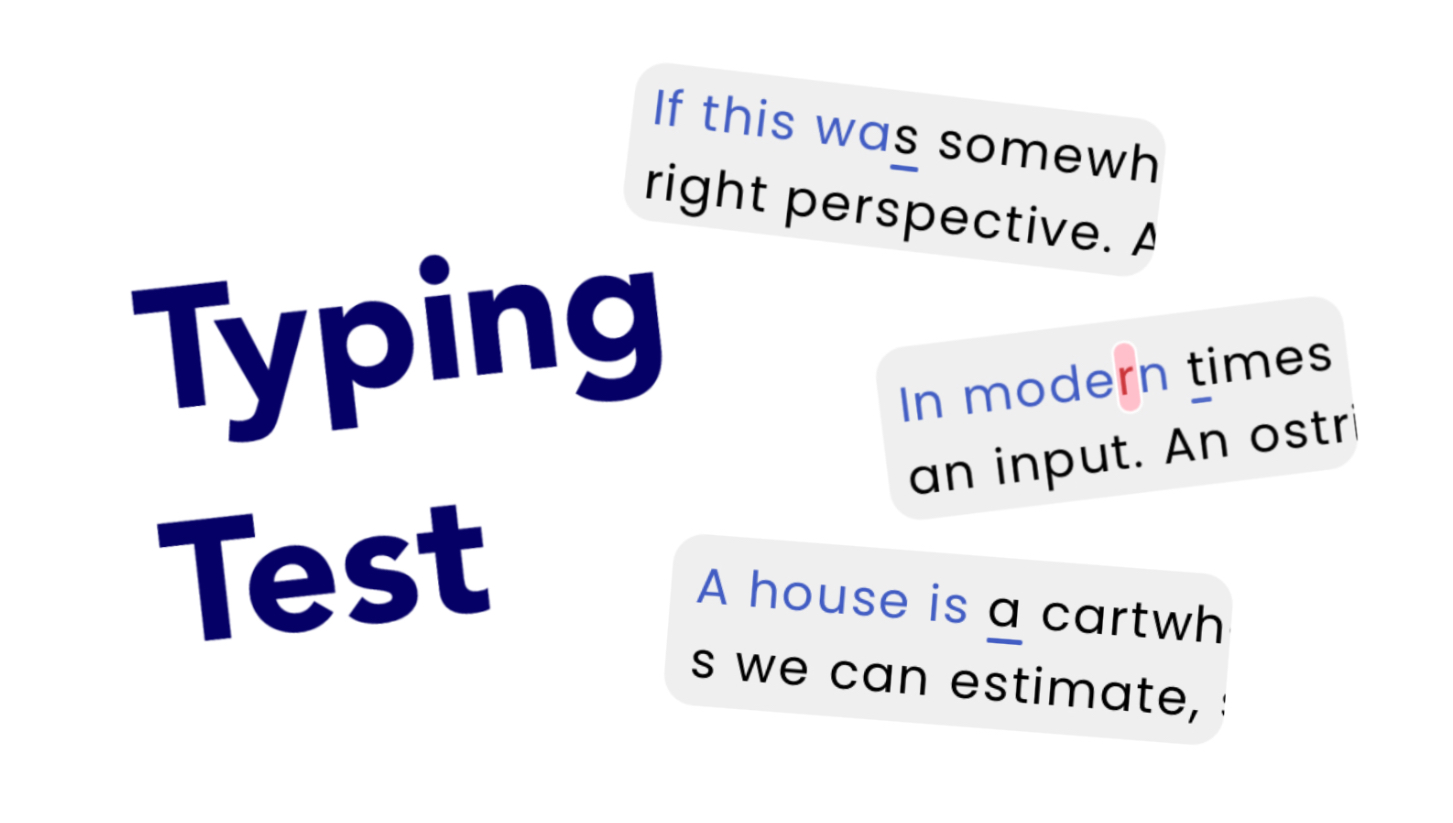 Typing
Test
If this was somewh
right perspective. A
In modern times
an input. An ostri
A house is a cartwh
s we can estimate,